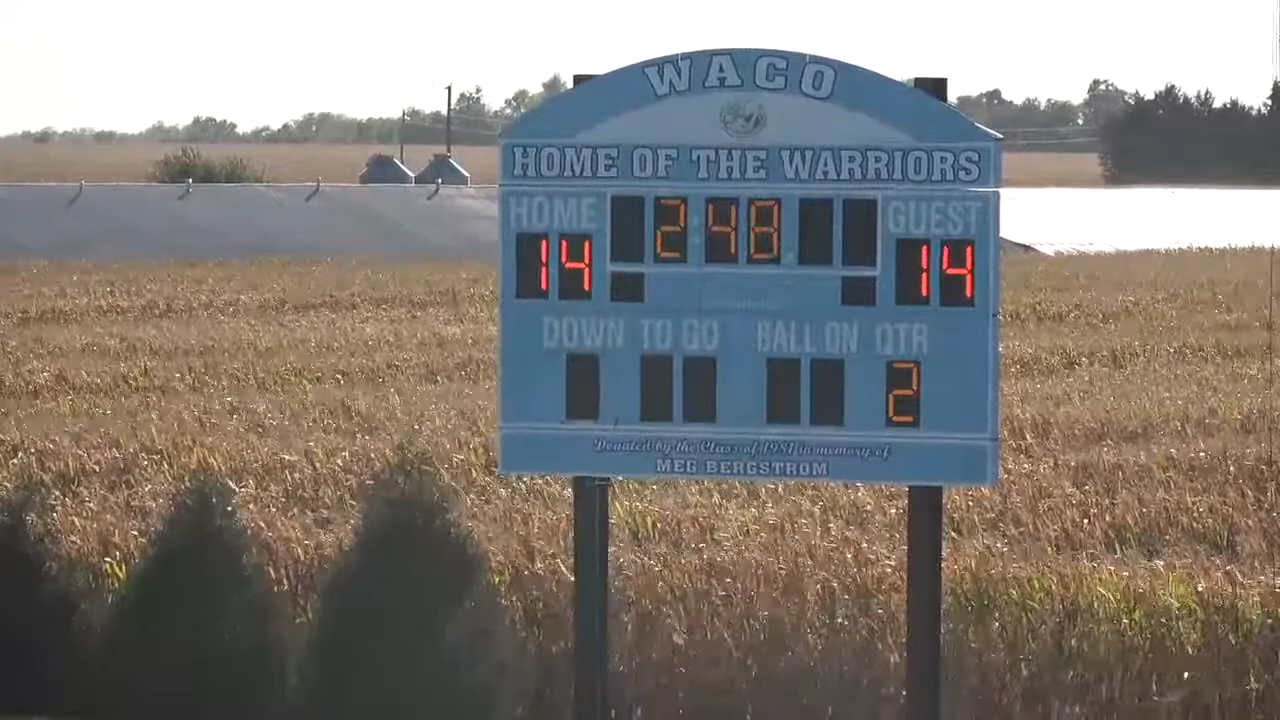 WACO
HOME OF THE WARRIORS
HOME 2:48 GUEST
14 14
DOWN TO GO BALL ON QTR
2
Donated by the Class of 1981 in memory of
MEG BERGSTROM